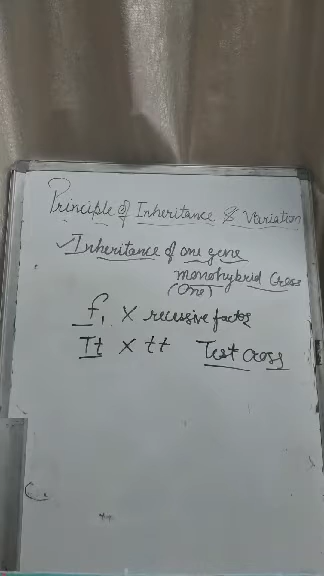 Principle of Inheritance & Variation
✓Inheritance of one gene
monohybrid Cross
(One)
f₁ × recessive factor
Tt × tt Test cross